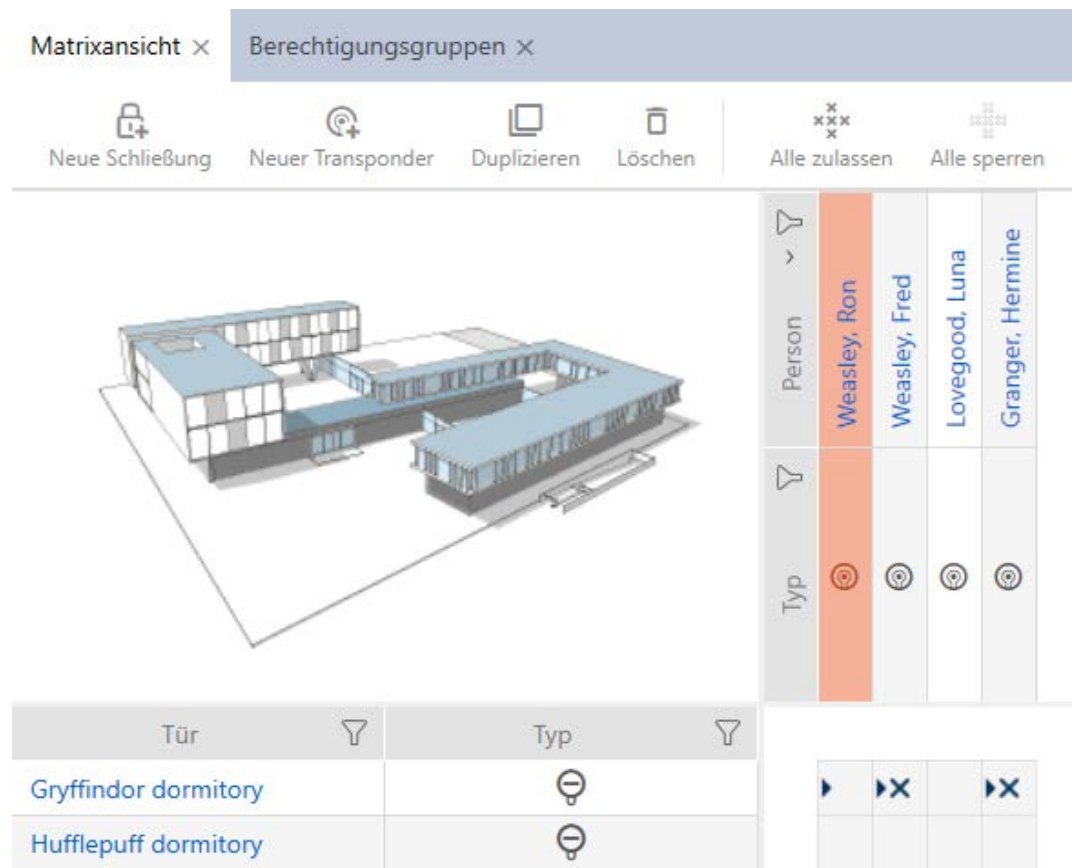 Matrixansicht × Berechtigungsgruppen ×
Neue Schließung Neuer Transponder Duplizieren Löschen Alle zulassen Alle sperren
Person
Weasley, Ron
Weasley, Fred
Lovegood, Luna
Granger, Hermine
Typ
Tür Typ
Gryffindor dormitory
Hufflepuff dormitory